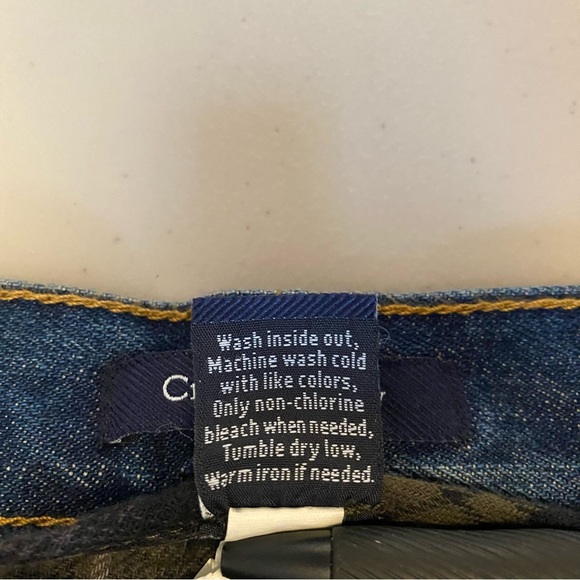 Wash inside out,
Machine wash cold
with like colors,
Only non-chlorine
bleach when needed,
Tumble dry low,
Warm iron if needed.